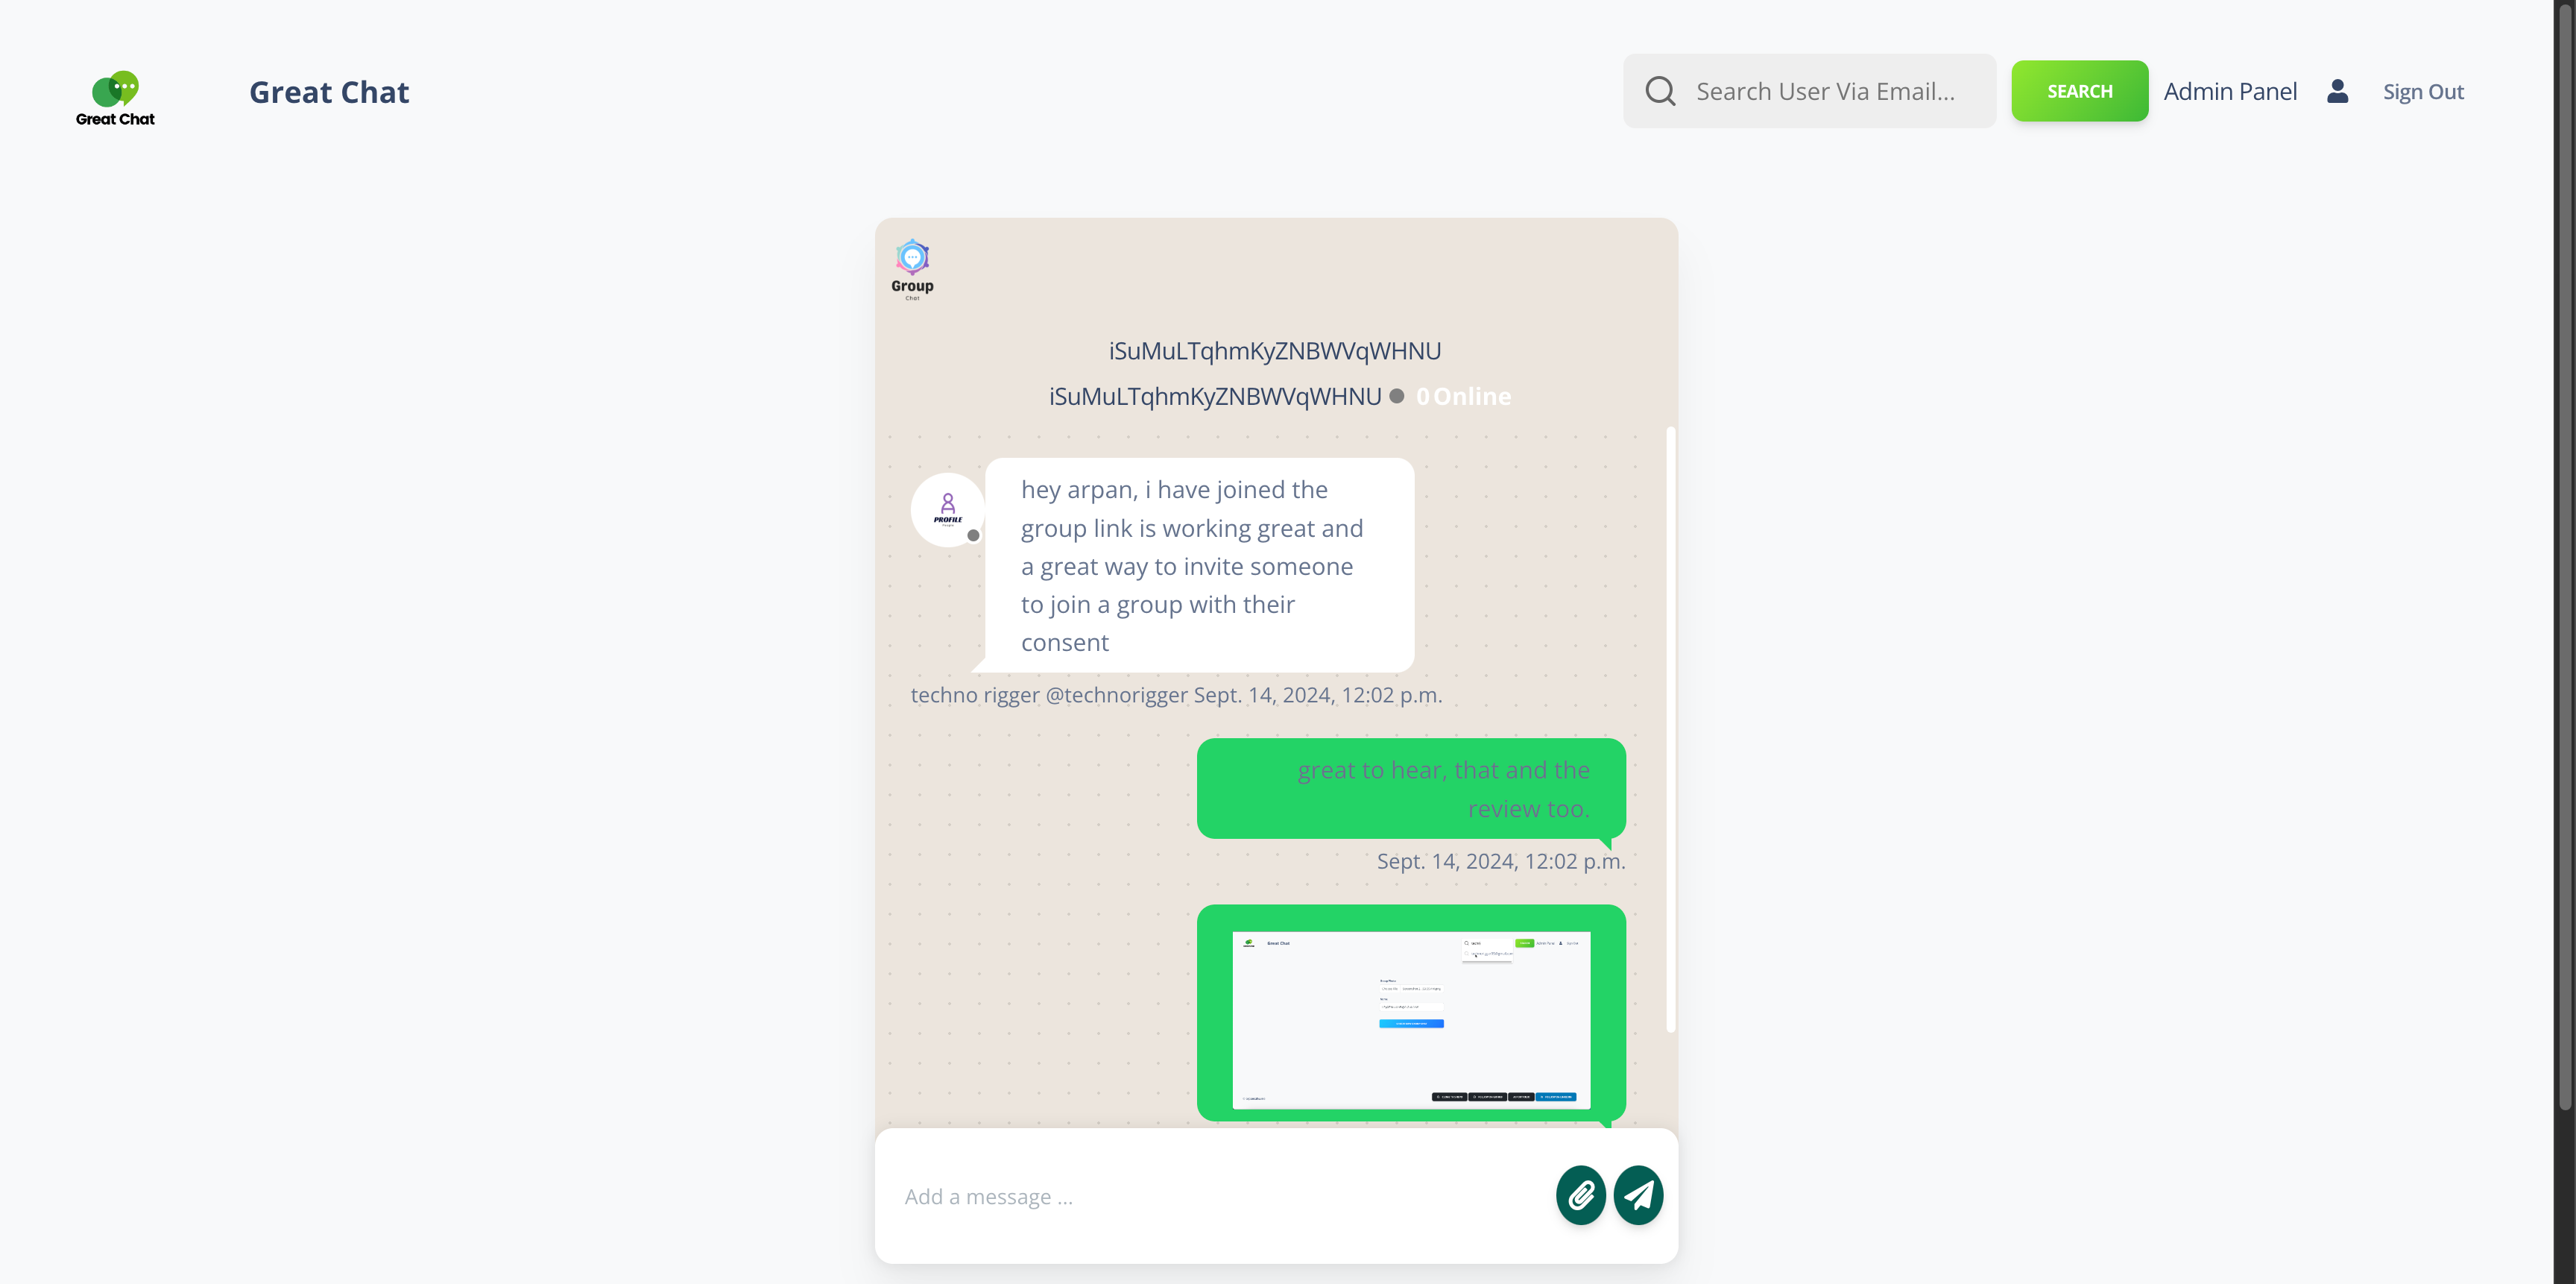 Great Chat
Great Chat
Search User Via Email...
SEARCH
Admin Panel
Sign Out
Group
Chat
iSuMuLTqhmKyZNBWVqWHNU
iSuMuLTqhmKyZNBWVqWHNU 0 Online
hey arpan, i have joined the
group link is working great and
a great way to invite someone
to join a group with their
consent
PROFILE
techno rigger @technorigger Sept. 14, 2024, 12:02 p.m.
great to hear, that and the
review too.
Sept. 14, 2024, 12:02 p.m.
Great Chat
Add a message ...